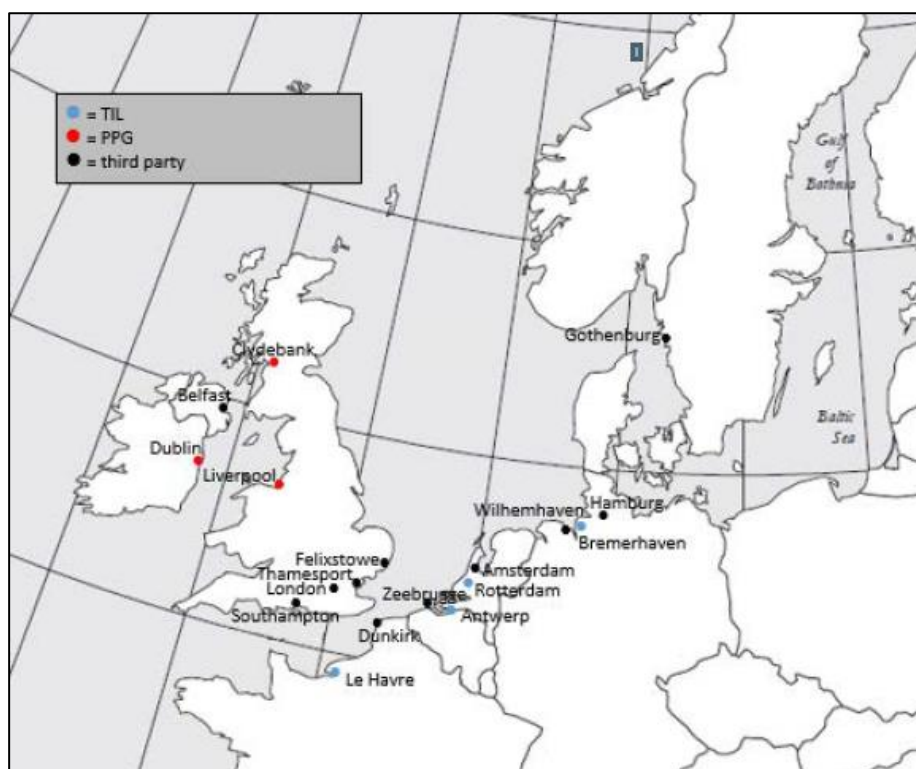 1
= TIL
= PPG
= third party
Gulf
of
Bothnia
Gothenburg
Clydebank
Belfast
Baltic
Sea
Dublin
Liverpool
Hamburg
Wilhemhaven
Bremerhaven
Felixstowe
Amsterdam
Thamesport
London
Rotterdam
Zeebrugge
Southampton
Antwerp
Dunkirk
Le Havre